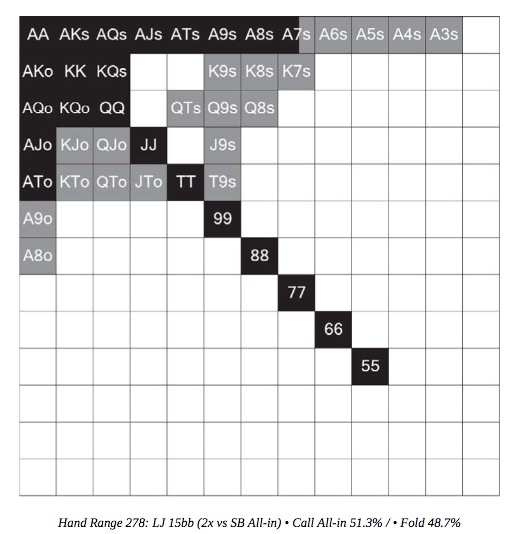 AA AKs AQs AJs ATs A9s A8s A7s A6s A5s A4s A3s
AKo KK KQs K9s K8s K7s
AQo KQo QQ QTs Q9s Q8s
AJo KJo QJo JJ J9s
ATo KTo QTo JTo TT T9s
A9o 99
A8o 88
77
66
55
Hand Range 278: LJ 15bb (2x vs SB All-in) • Call All-in 51.3% / • Fold 48.7%